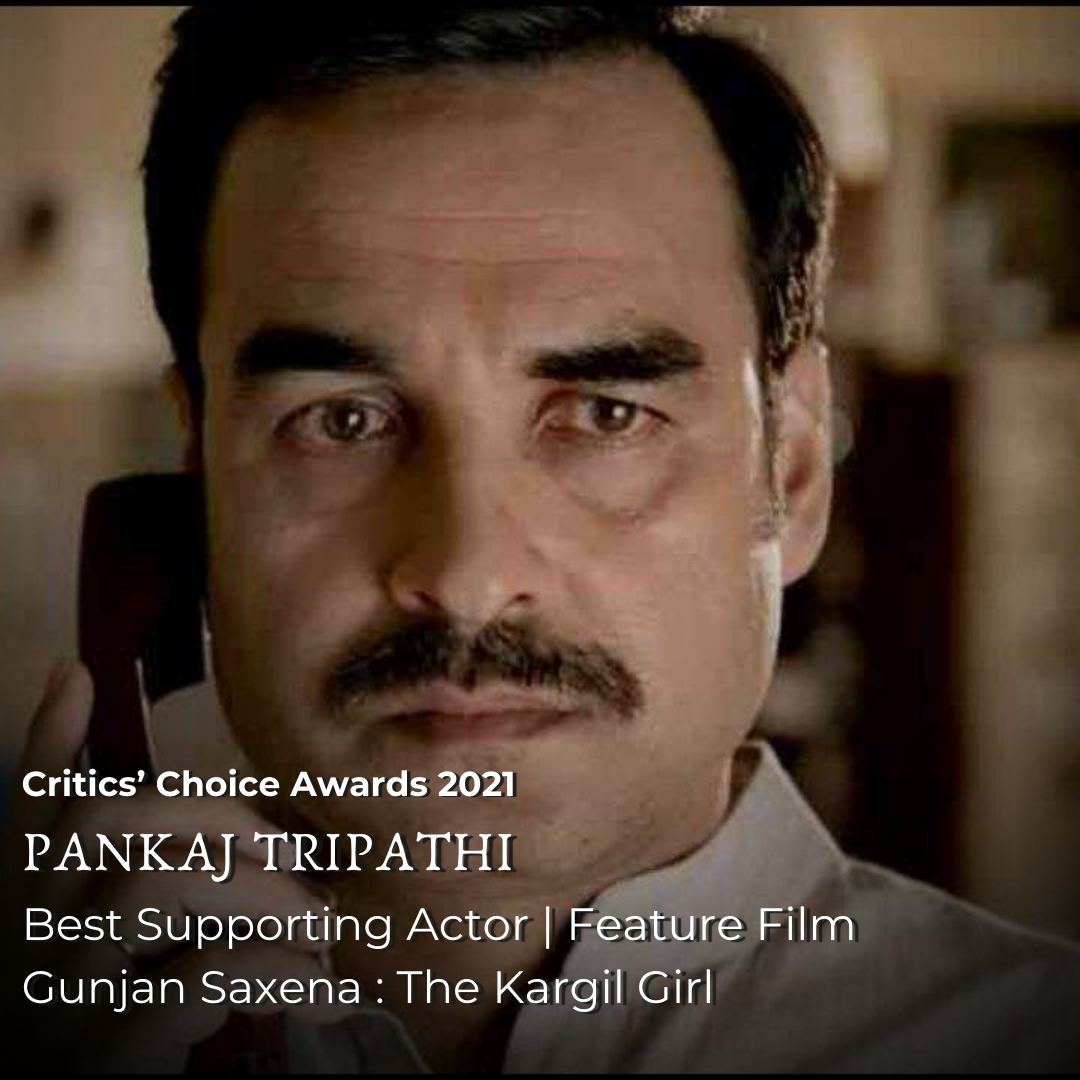 Critics’ Choice Awards 2021
PANKAJ TRIPATHI
Best Supporting Actor | Feature Film
Gunjan Saxena : The Kargil Girl